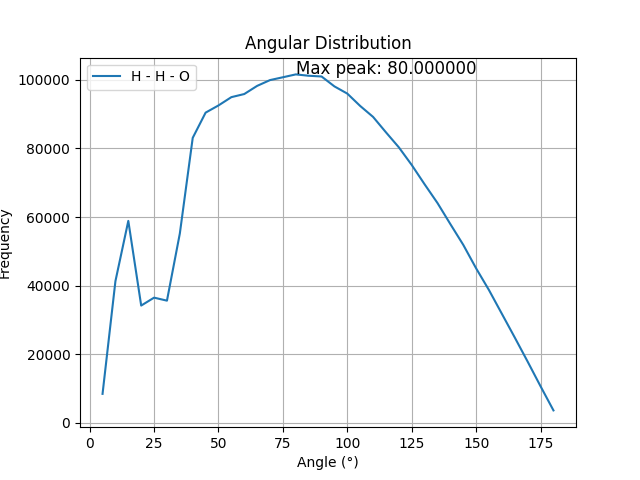 Angular Distribution
Max peak: 80.000000
H - H - O
Frequency
100000
80000
60000
40000
20000
0
0 25 50 75 100 125 150 175
Angle (°)